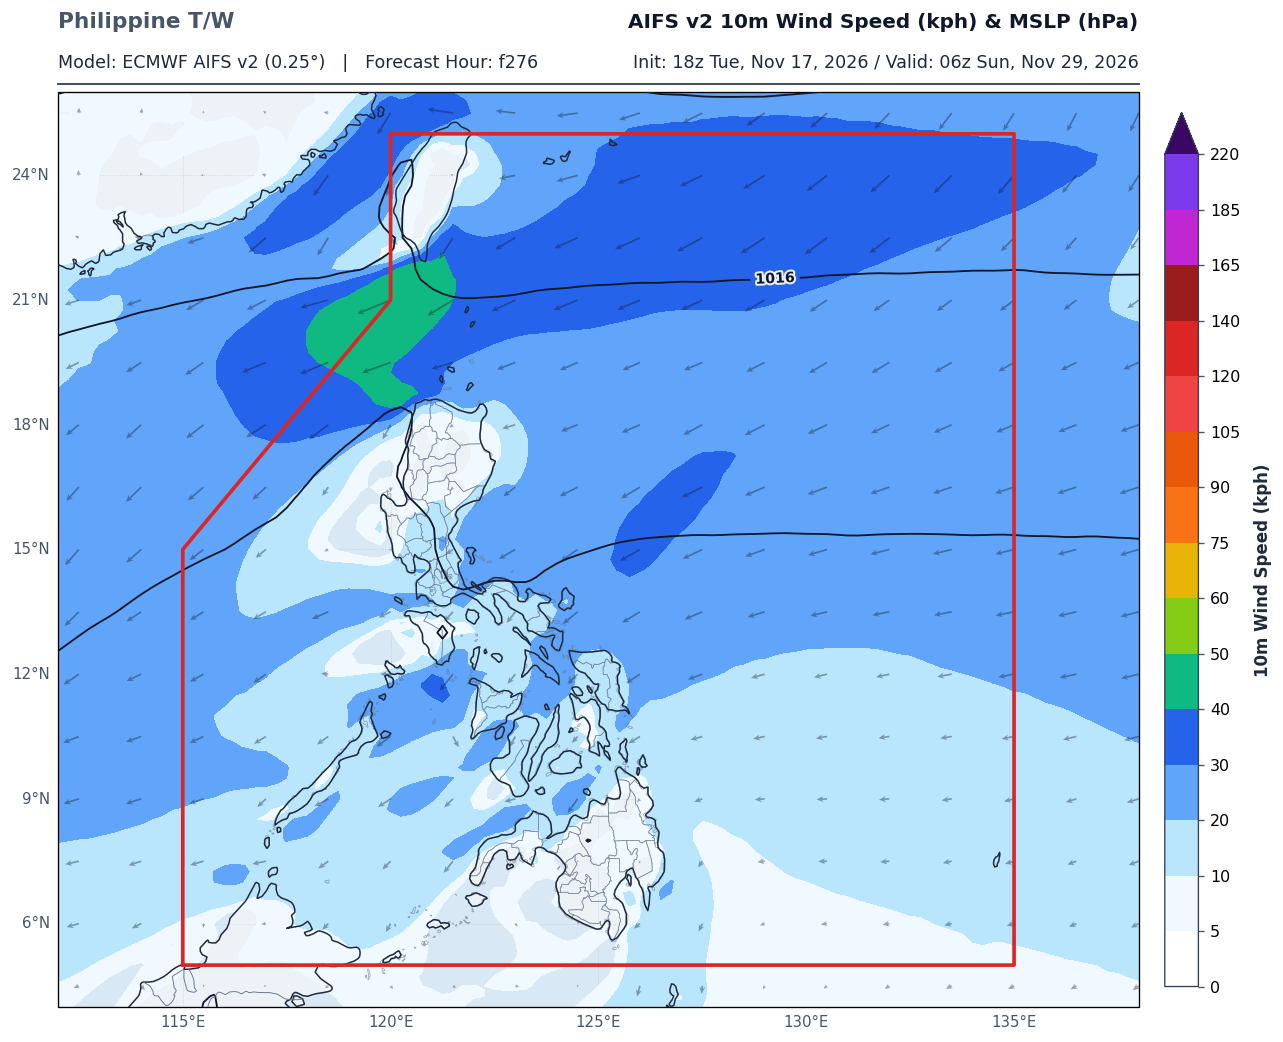 Philippine T/W
AIFS v2 10m Wind Speed (kph) & MSLP (hPa)
Model: ECMWF AIFS v2 (0.25°)   |   Forecast Hour: f276
Init: 18z Tue, Nov 17, 2026 / Valid: 06z Sun, Nov 29, 2026
24°N
21°N
18°N
15°N
12°N
9°N
6°N
1016
115°E
120°E
125°E
130°E
135°E
220
185
165
140
120
105
90
75
60
50
40
30
20
10
5
0
10m Wind Speed (kph)